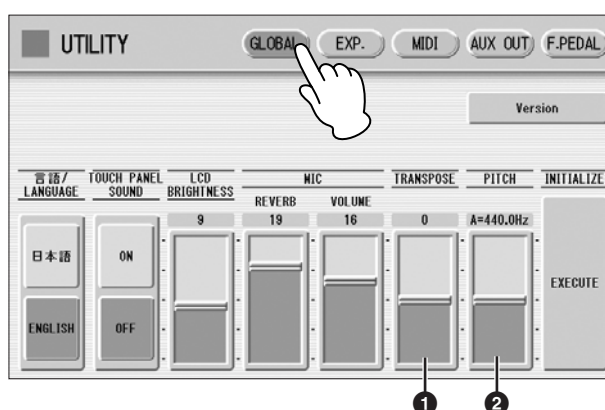 UTILITY
GLOBAL EXP. MIDI AUX OUT F.PEDAL
Version
言語/ LANGUAGE
TOUCH PANEL SOUND
LCD BRIGHTNESS
MIC
TRANSPOSE
PITCH
INITIALIZE
REVERB VOLUME
9 19 16 0 A=440.0Hz
日本語 ON
EXECUTE
ENGLISH OFF
1 2